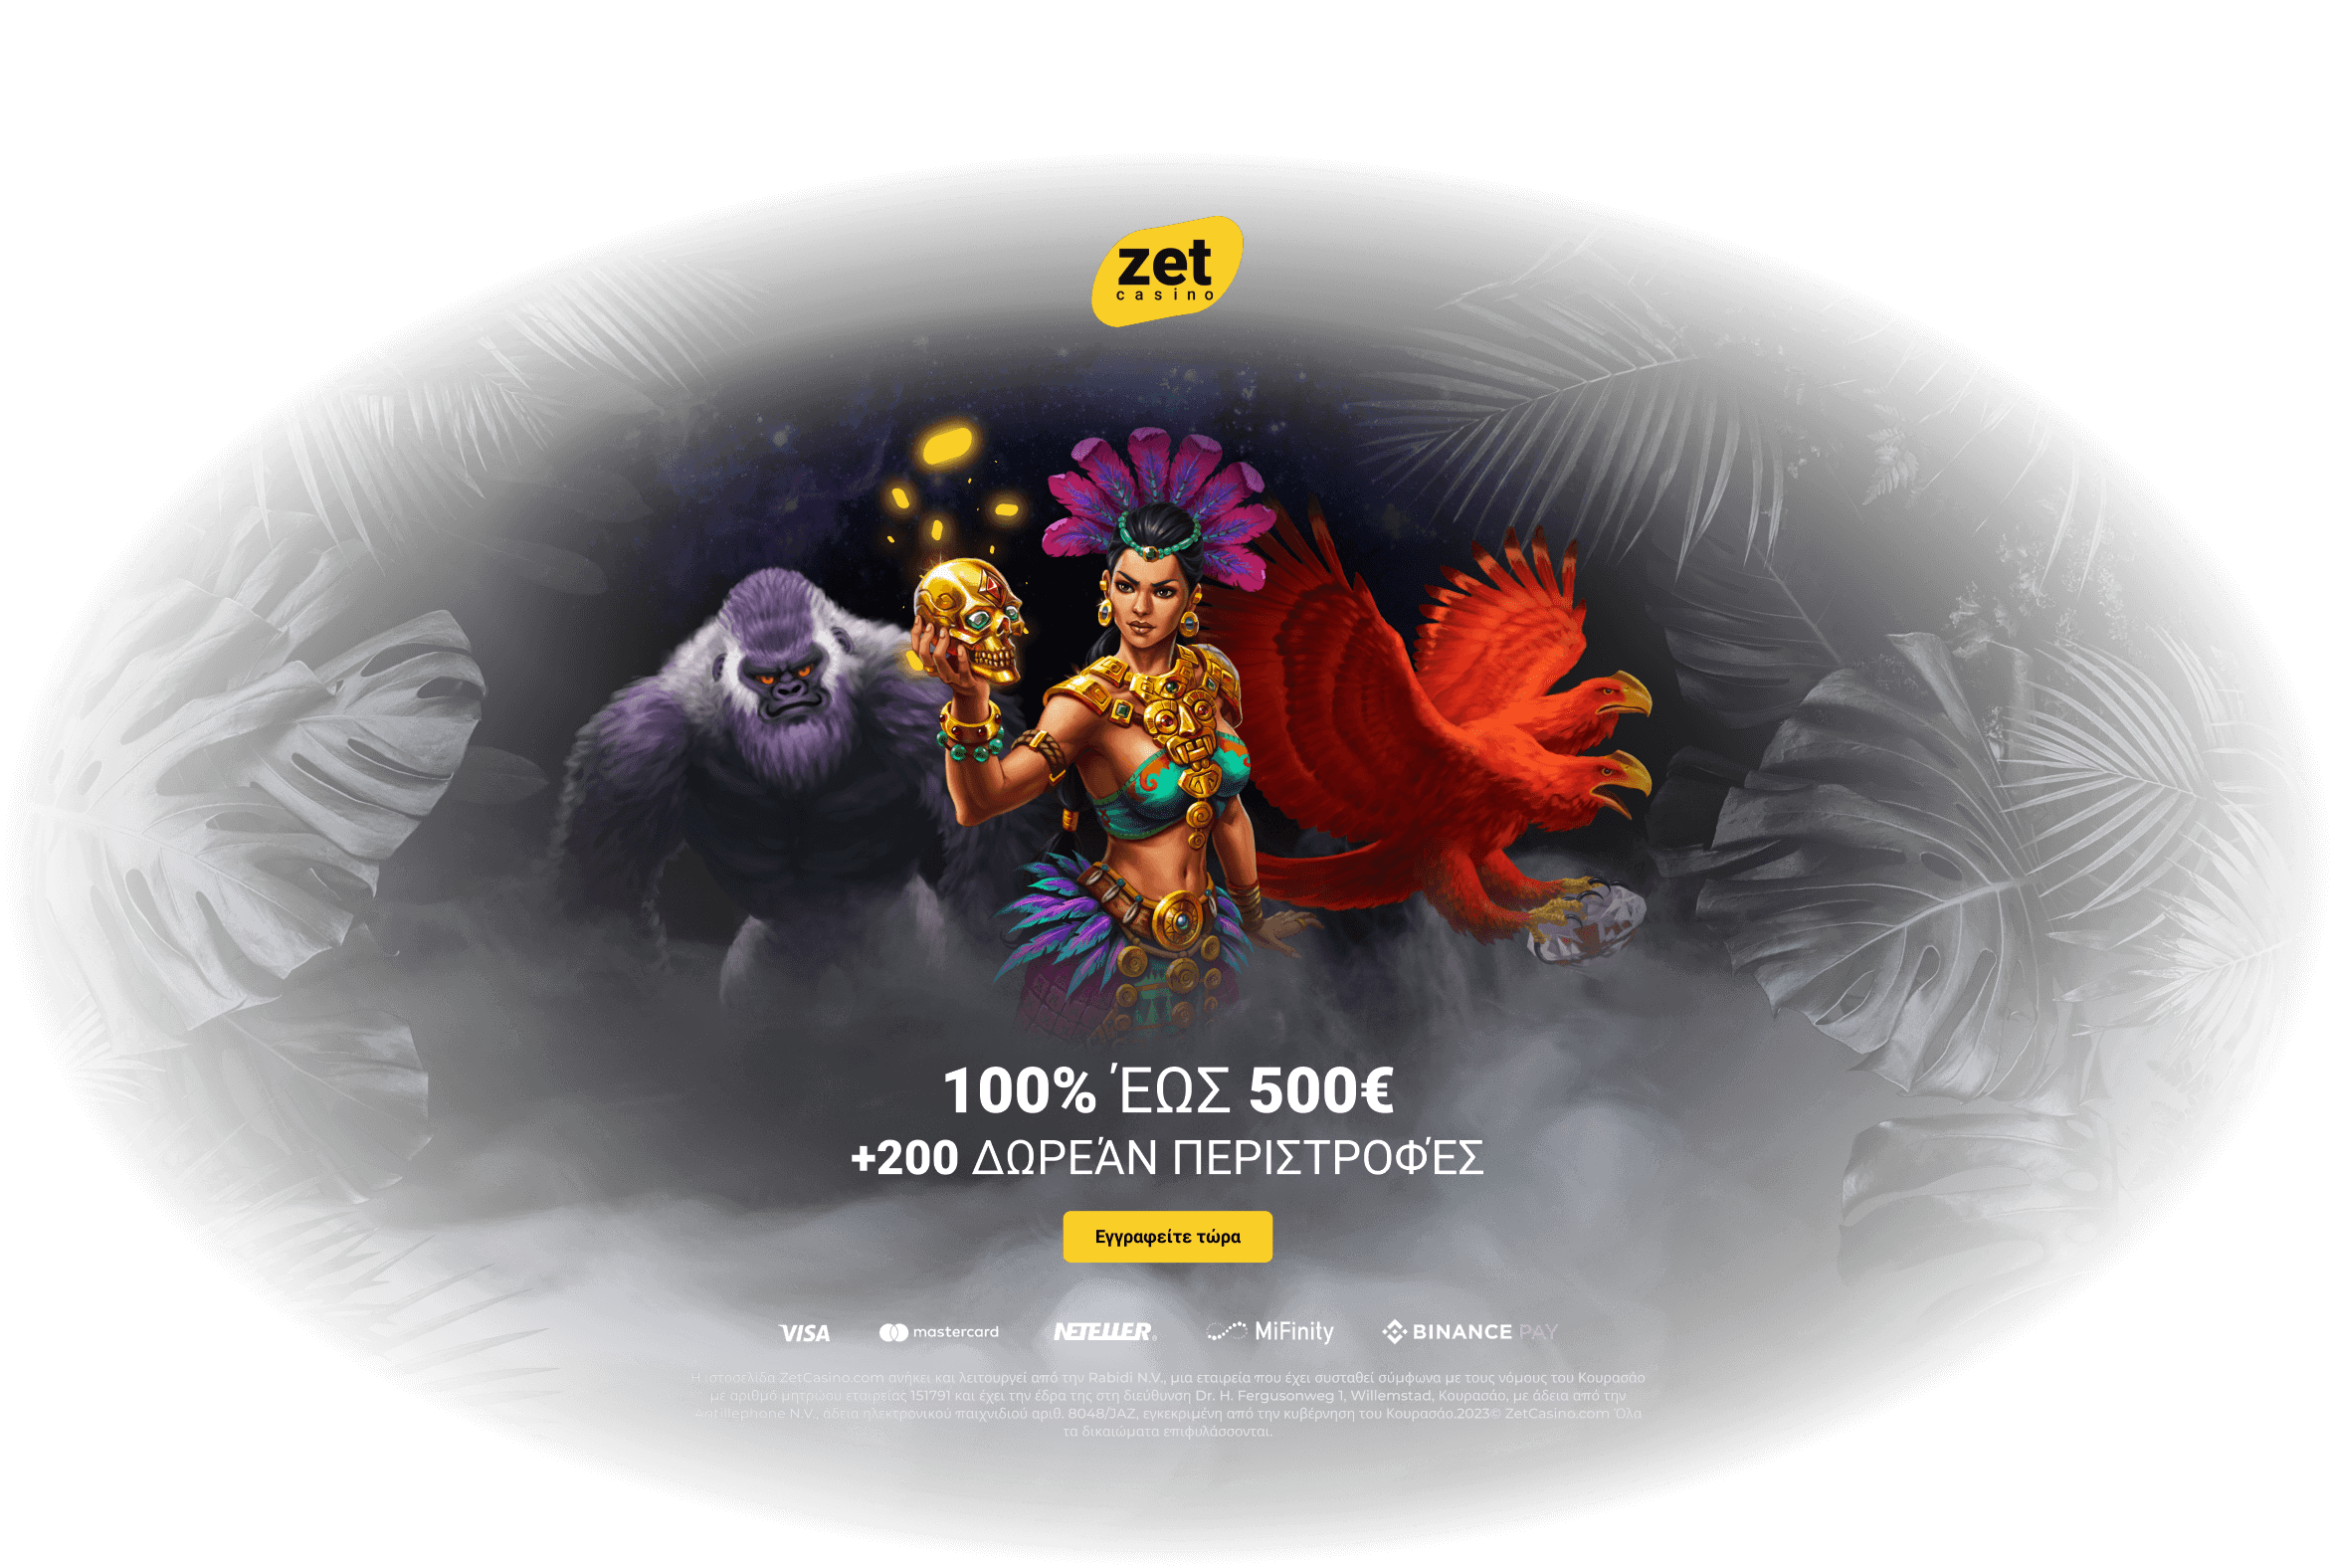 zet
casino
100% ΈΩΣ 500€
+200 ΔΩΡΕΆΝ ΠΕΡΙΣΤΡΟΦΈΣ
Εγγραφείτε τώρα
VISA mastercard NETELLER MiFinity BINANCE PAY
Η ιστοσελίδα ZetCasino.com ανήκει και λειτουργεί από την Rabidi N.V., μια εταιρεία που έχει συσταθεί σύμφωνα με τους νόμους του Κουρασάο
με αριθμό μητρώου εταιρείας 151791 και έχει την έδρα της στη διεύθυνση Dr. H. Fergusonweg 1, Willemstad, Κουρασάο, με άδεια από την
Antillephone N.V., άδεια ηλεκτρονικού παιχνιδιού αριθ. 8048/JAZ, εγκεκριμένη από την κυβέρνηση του Κουρασάο.2023© ZetCasino.com Όλα
τα δικαιώματα επιφυλάσσονται.